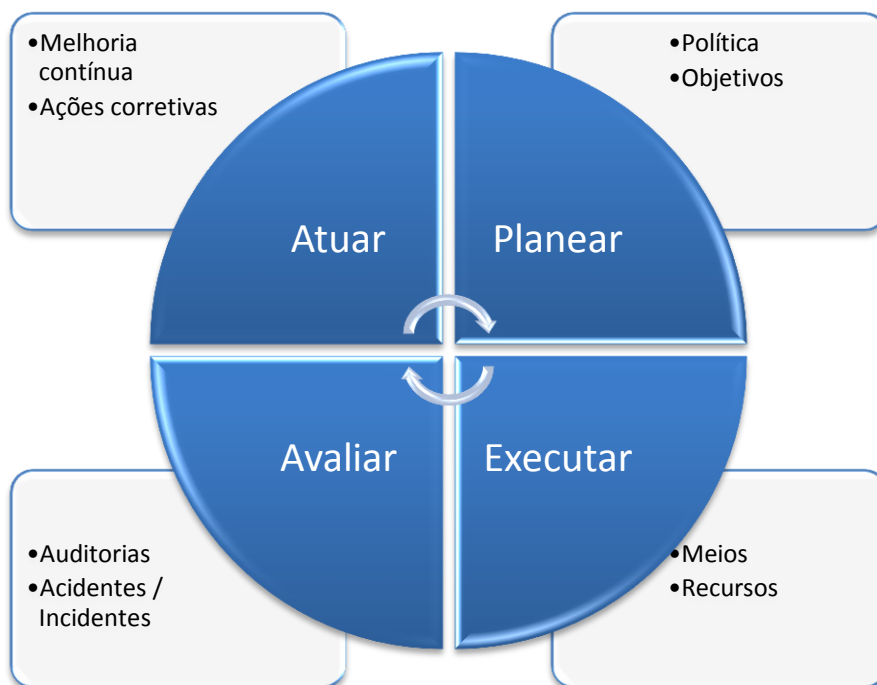 •Melhoria
contínua
•Ações corretivas
•Política
•Objetivos
Atuar
Planear
Avaliar
Executar
•Auditorias
•Acidentes /
Incidentes
•Meios
•Recursos